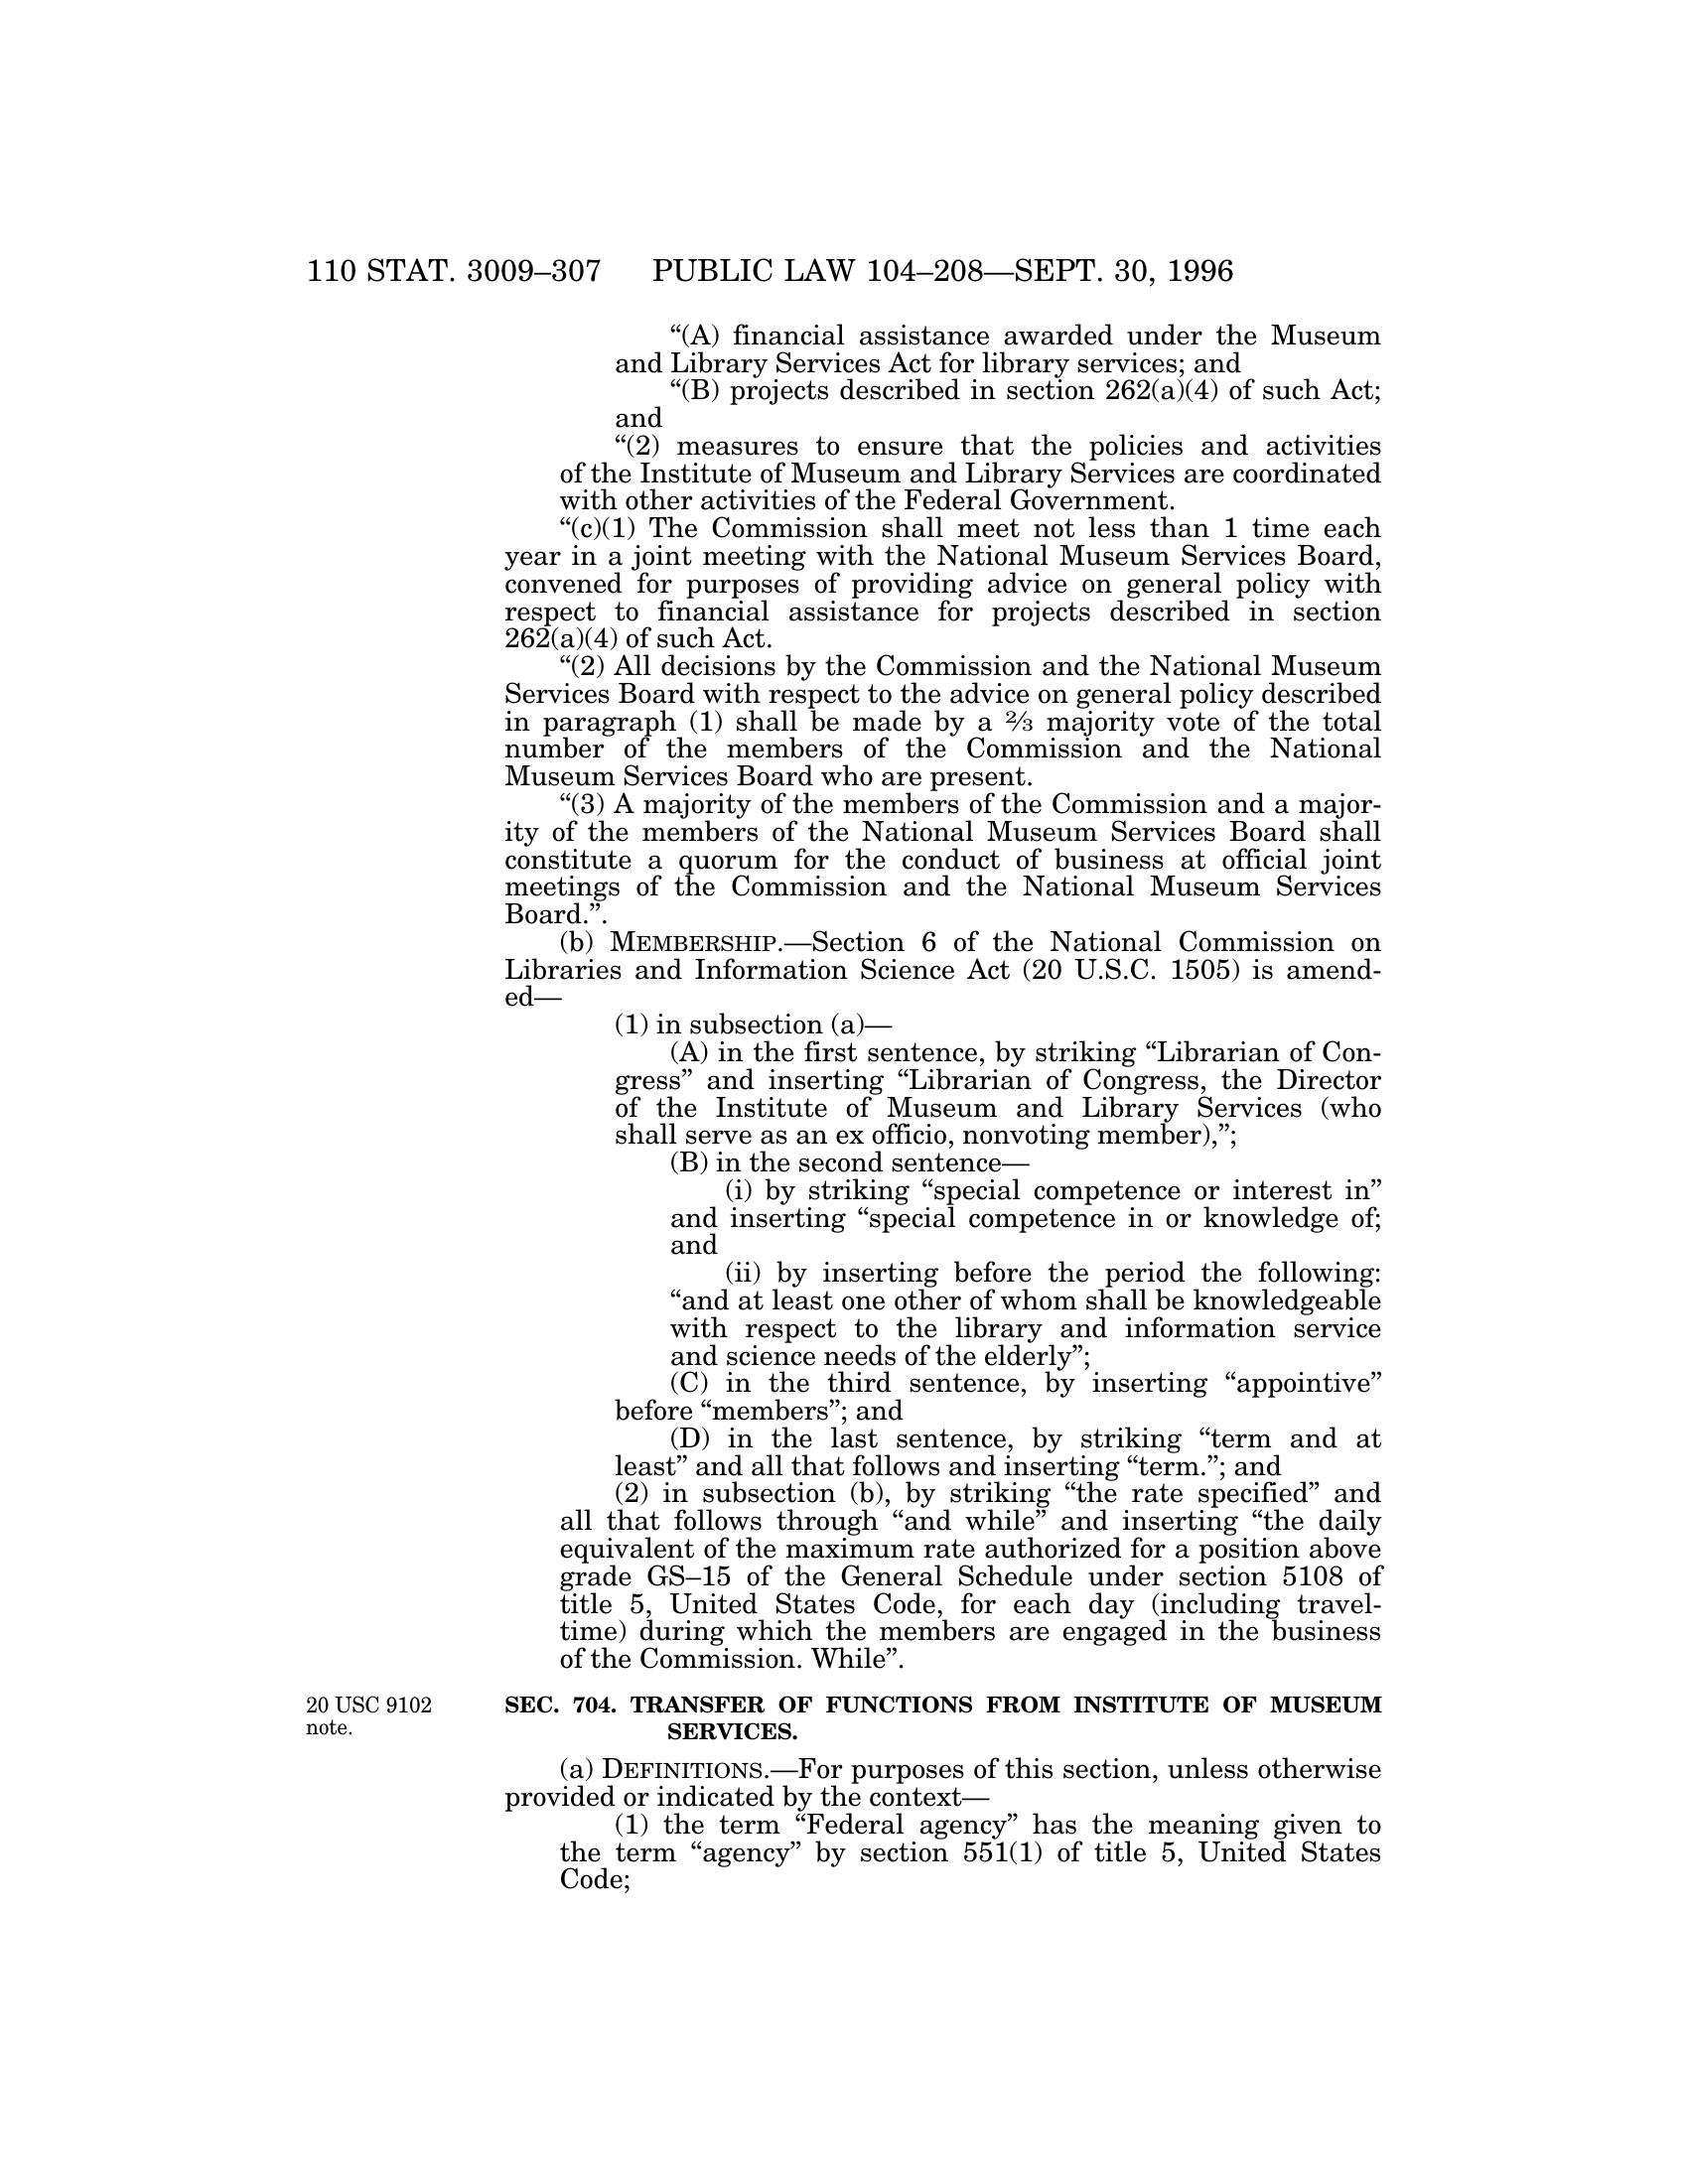 110 STAT. 3009–307 PUBLIC LAW 104–208—SEPT. 30, 1996
“(A) financial assistance awarded under the Museum
and Library Services Act for library services; and
“(B) projects described in section 262(a)(4) of such Act;
and
“(2) measures to ensure that the policies and activities
of the Institute of Museum and Library Services are coordinated
with other activities of the Federal Government.
“(c)(1) The Commission shall meet not less than 1 time each
year in a joint meeting with the National Museum Services Board,
convened for purposes of providing advice on general policy with
respect to financial assistance for projects described in section
262(a)(4) of such Act.
“(2) All decisions by the Commission and the National Museum
Services Board with respect to the advice on general policy described
in paragraph (1) shall be made by a ⅔ majority vote of the total
number of the members of the Commission and the National
Museum Services Board who are present.
“(3) A majority of the members of the Commission and a major-
ity of the members of the National Museum Services Board shall
constitute a quorum for the conduct of business at official joint
meetings of the Commission and the National Museum Services
Board.”.
(b) MEMBERSHIP.—Section 6 of the National Commission on
Libraries and Information Science Act (20 U.S.C. 1505) is amend-
ed—
(1) in subsection (a)—
(A) in the first sentence, by striking “Librarian of Con-
gress” and inserting “Librarian of Congress, the Director
of the Institute of Museum and Library Services (who
shall serve as an ex officio, nonvoting member),”;
(B) in the second sentence—
(i) by striking “special competence or interest in”
and inserting “special competence in or knowledge of;
and
(ii) by inserting before the period the following:
“and at least one other of whom shall be knowledgeable
with respect to the library and information service
and science needs of the elderly”;
(C) in the third sentence, by inserting “appointive”
before “members”; and
(D) in the last sentence, by striking “term and at
least” and all that follows and inserting “term.”; and
(2) in subsection (b), by striking “the rate specified” and
all that follows through “and while” and inserting “the daily
equivalent of the maximum rate authorized for a position above
grade GS–15 of the General Schedule under section 5108 of
title 5, United States Code, for each day (including travel-
time) during which the members are engaged in the business
of the Commission. While”.
20 USC 9102
note.
SEC. 704. TRANSFER OF FUNCTIONS FROM INSTITUTE OF MUSEUM
SERVICES.
(a) DEFINITIONS.—For purposes of this section, unless otherwise
provided or indicated by the context—
(1) the term “Federal agency” has the meaning given to
the term “agency” by section 551(1) of title 5, United States
Code;